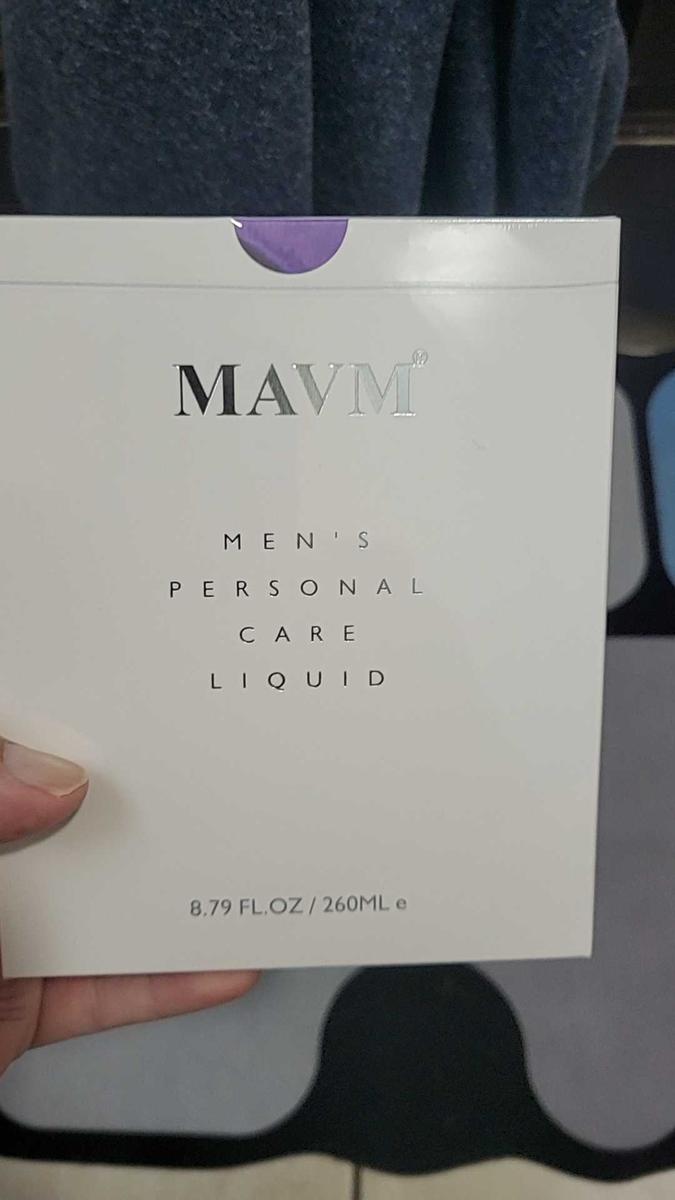 MAVM®
MEN'S
PERSONAL
CARE
LIQUID
8.79 FL.OZ / 260ML e